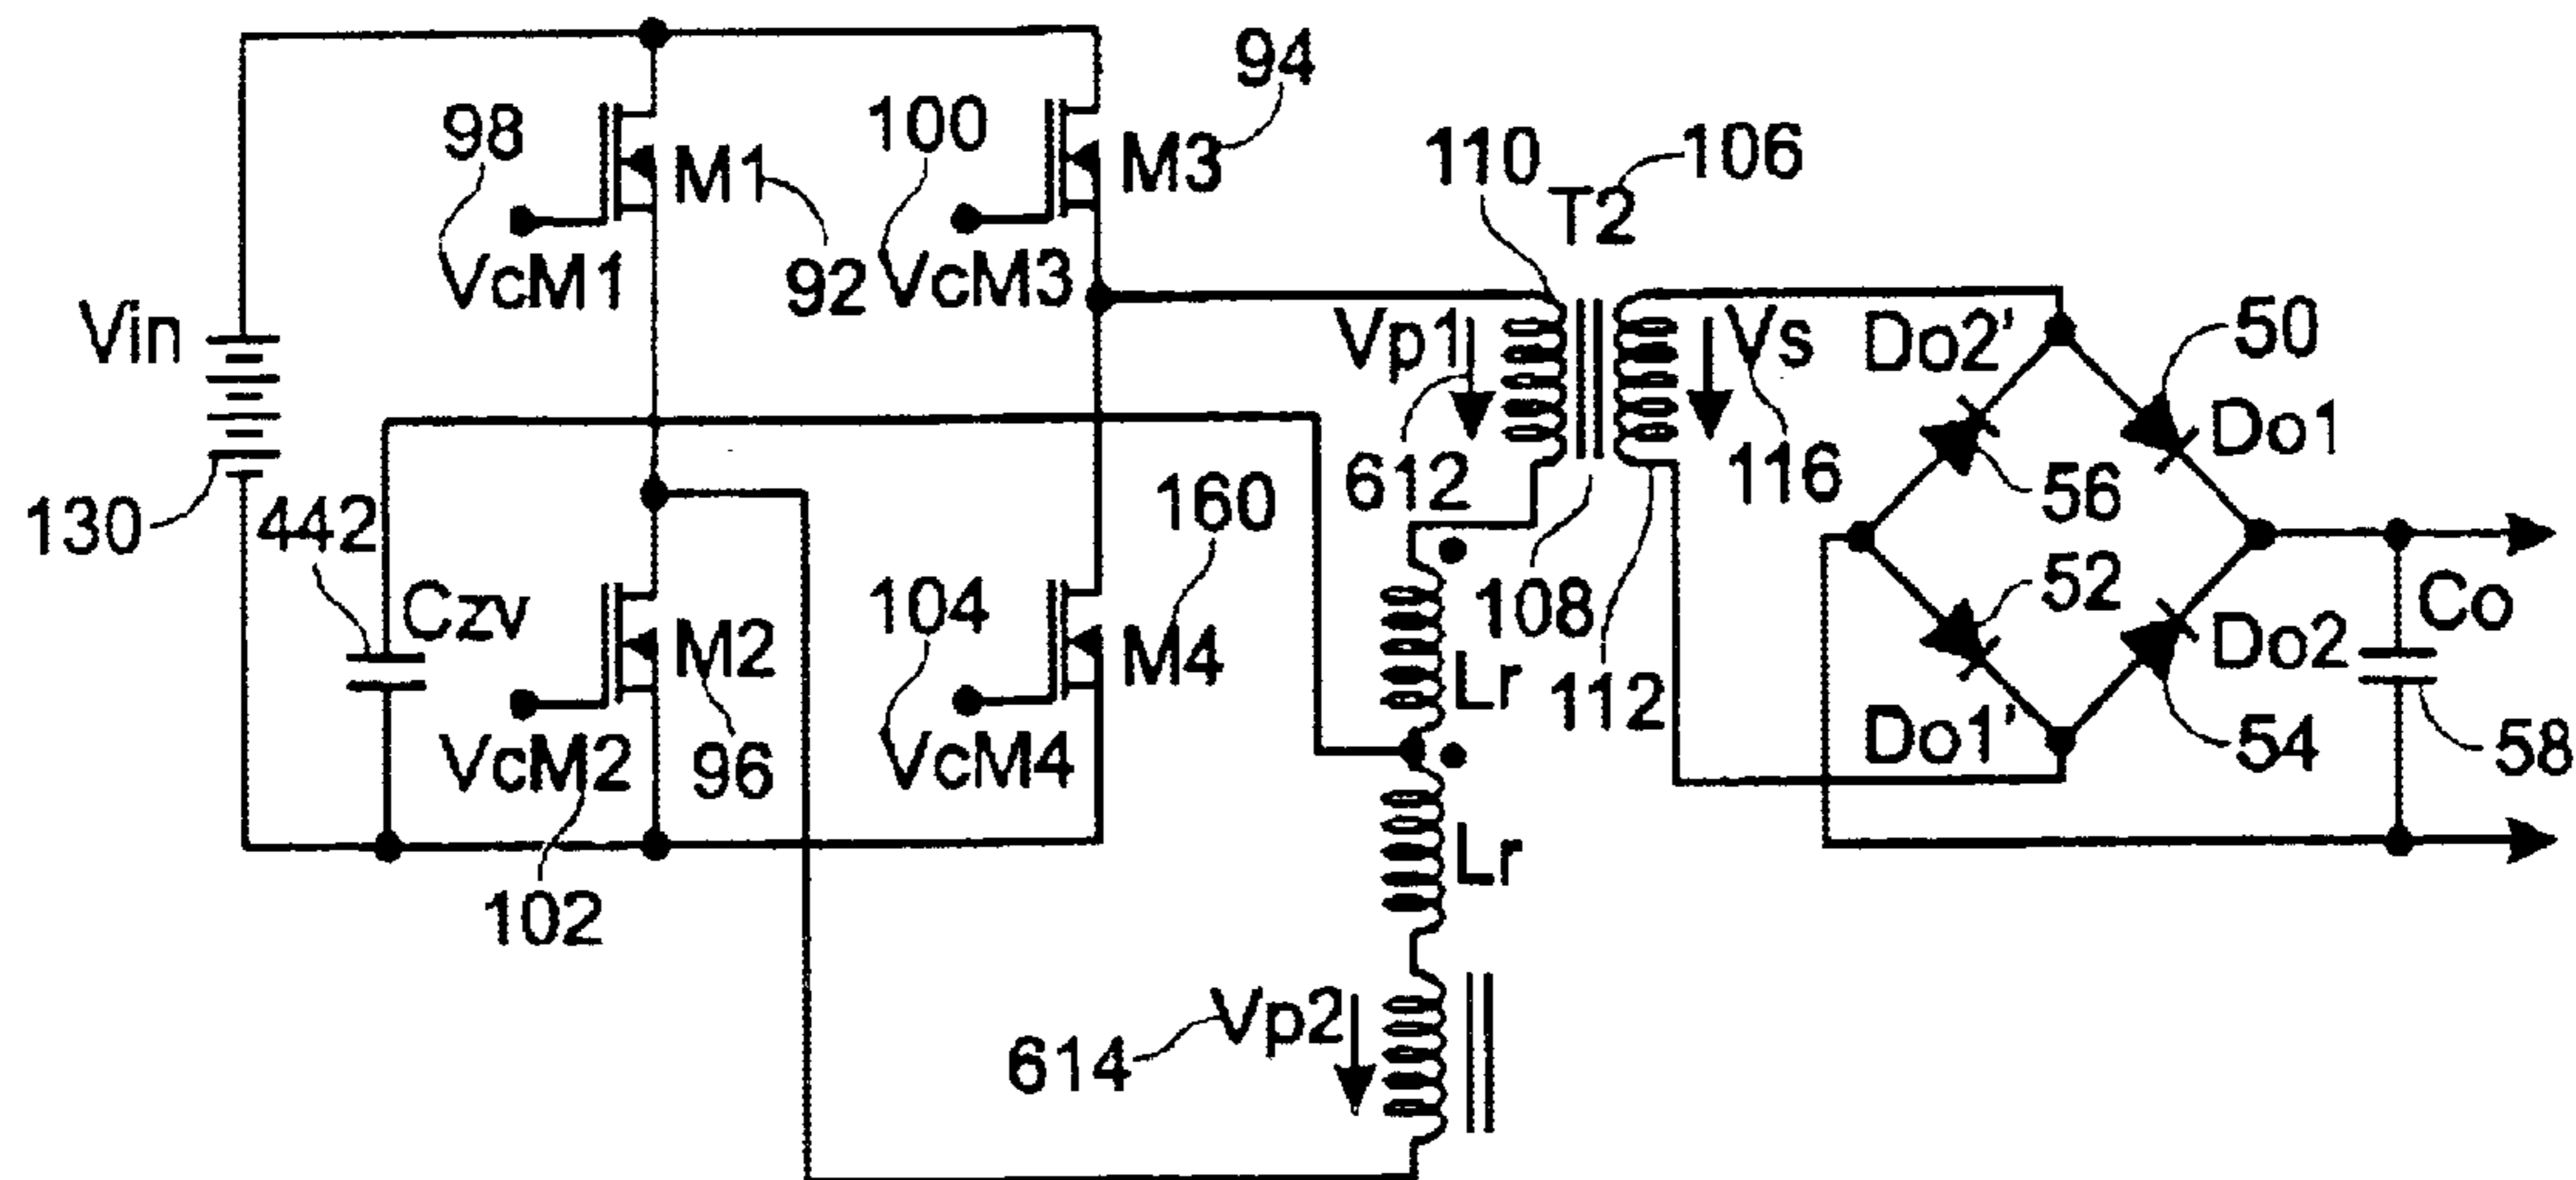 94
98
100
M1
M3
110
106
T2
VcM1
92
VcM3
Vin
Vp1
Vs
Do2'
50
Do1
130
442
612
116
56
160
Czv
M2
104
M4
108
112
52
Do2
Co
VcM2
96
VcM4
Lr
Do1'
54
58
102
Lr
Vp2
614